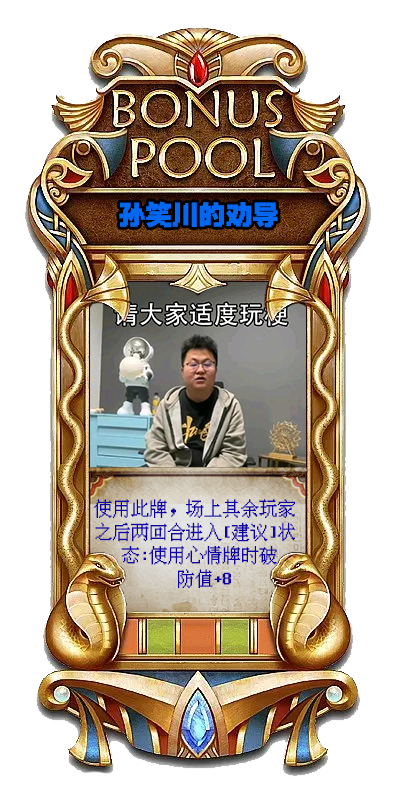 BONUS
POOL
孙笑川的劝导
请大家适度玩梗
使用此牌，场上其余玩家
之后两回合进入[建议]状
态:使用心情牌时破
防值+8